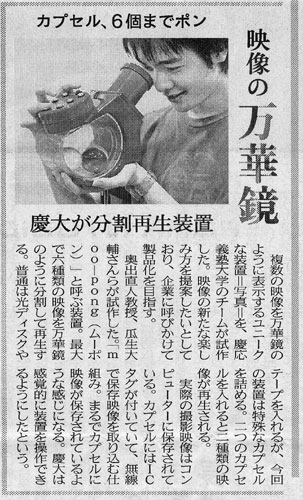 カプセル、6個までポン
映像の万華鏡
慶大が分割再生装置
複数の映像を万華鏡の
ように表示するユニーク
な装置=写真=を、慶応
義塾大学のチームが試作
した。映像の新たな楽し
み方を提案したいとして
おり、企業に呼びかけて
製品化を目指す。
奥出直人教授、瓜生大
輔さんらが試作した「m
oo-pong(ムーポ
ン)」と呼ぶ装置。最大
で六種類の映像を万華鏡
のように分割して再生す
る。普通は光ディスクや
テープを入れるが、今回
の装置は特殊なカプセル
を詰める。二つのカプセ
ルを入れると二種類の映
像が再生される。
実際の撮影映像はコン
ピューターに保存されて
いる。カプセルにはIC
タグが付いていて、無線
で保存映像を取り込む仕
組み。まるでカプセルに
映像が保存されているよ
うな感じになる。慶大は
感覚的に装置を操作でき
るようにしたという。